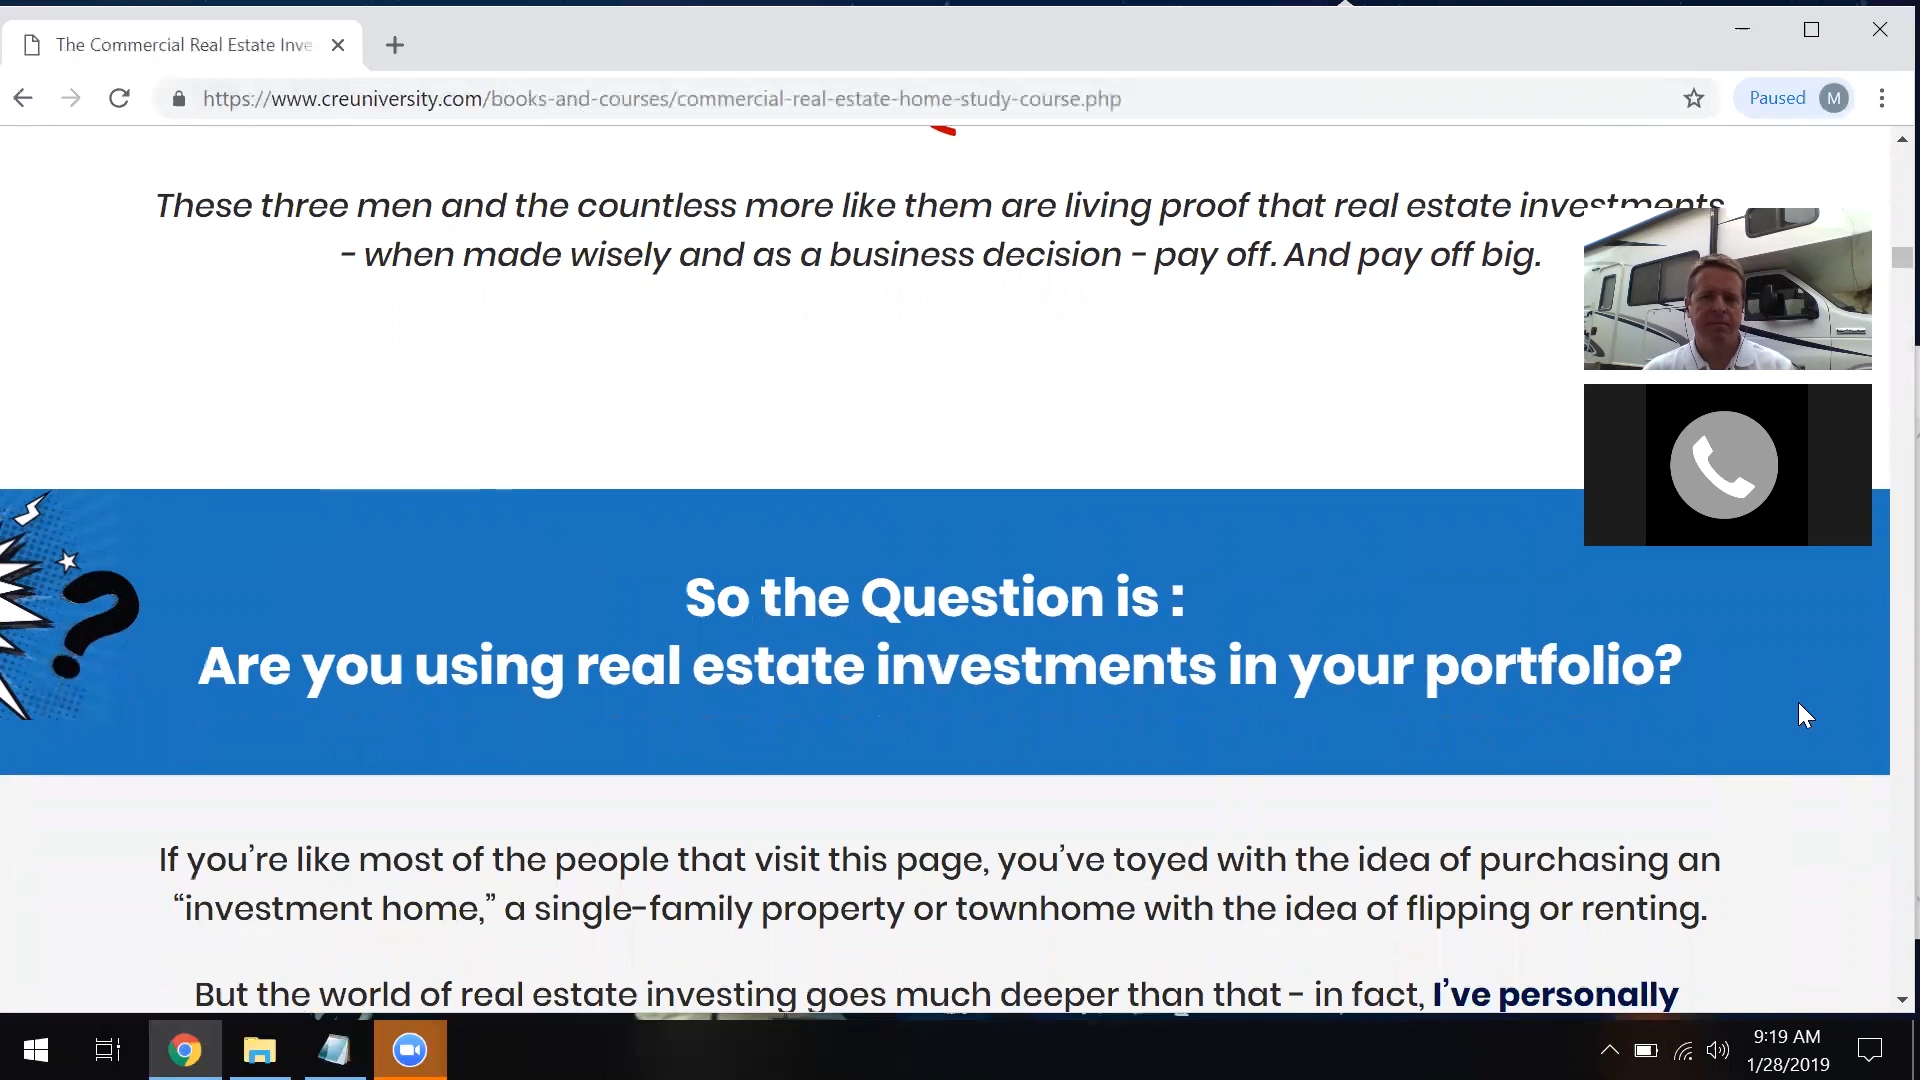 The Commercial Real Estate Inve
https://www.creuniversity.com/books-and-courses/commercial-real-estate-home-study-course.php
Paused M
These three men and the countless more like them are living proof that real estate investments
- when made wisely and as a business decision - pay off. And pay off big.
So the Question is :
Are you using real estate investments in your portfolio?
If you’re like most of the people that visit this page, you’ve toyed with the idea of purchasing an
“investment home,” a single-family property or townhome with the idea of flipping or renting.
But the world of real estate investing goes much deeper than that - in fact, I’ve personally
9:19 AM
1/28/2019